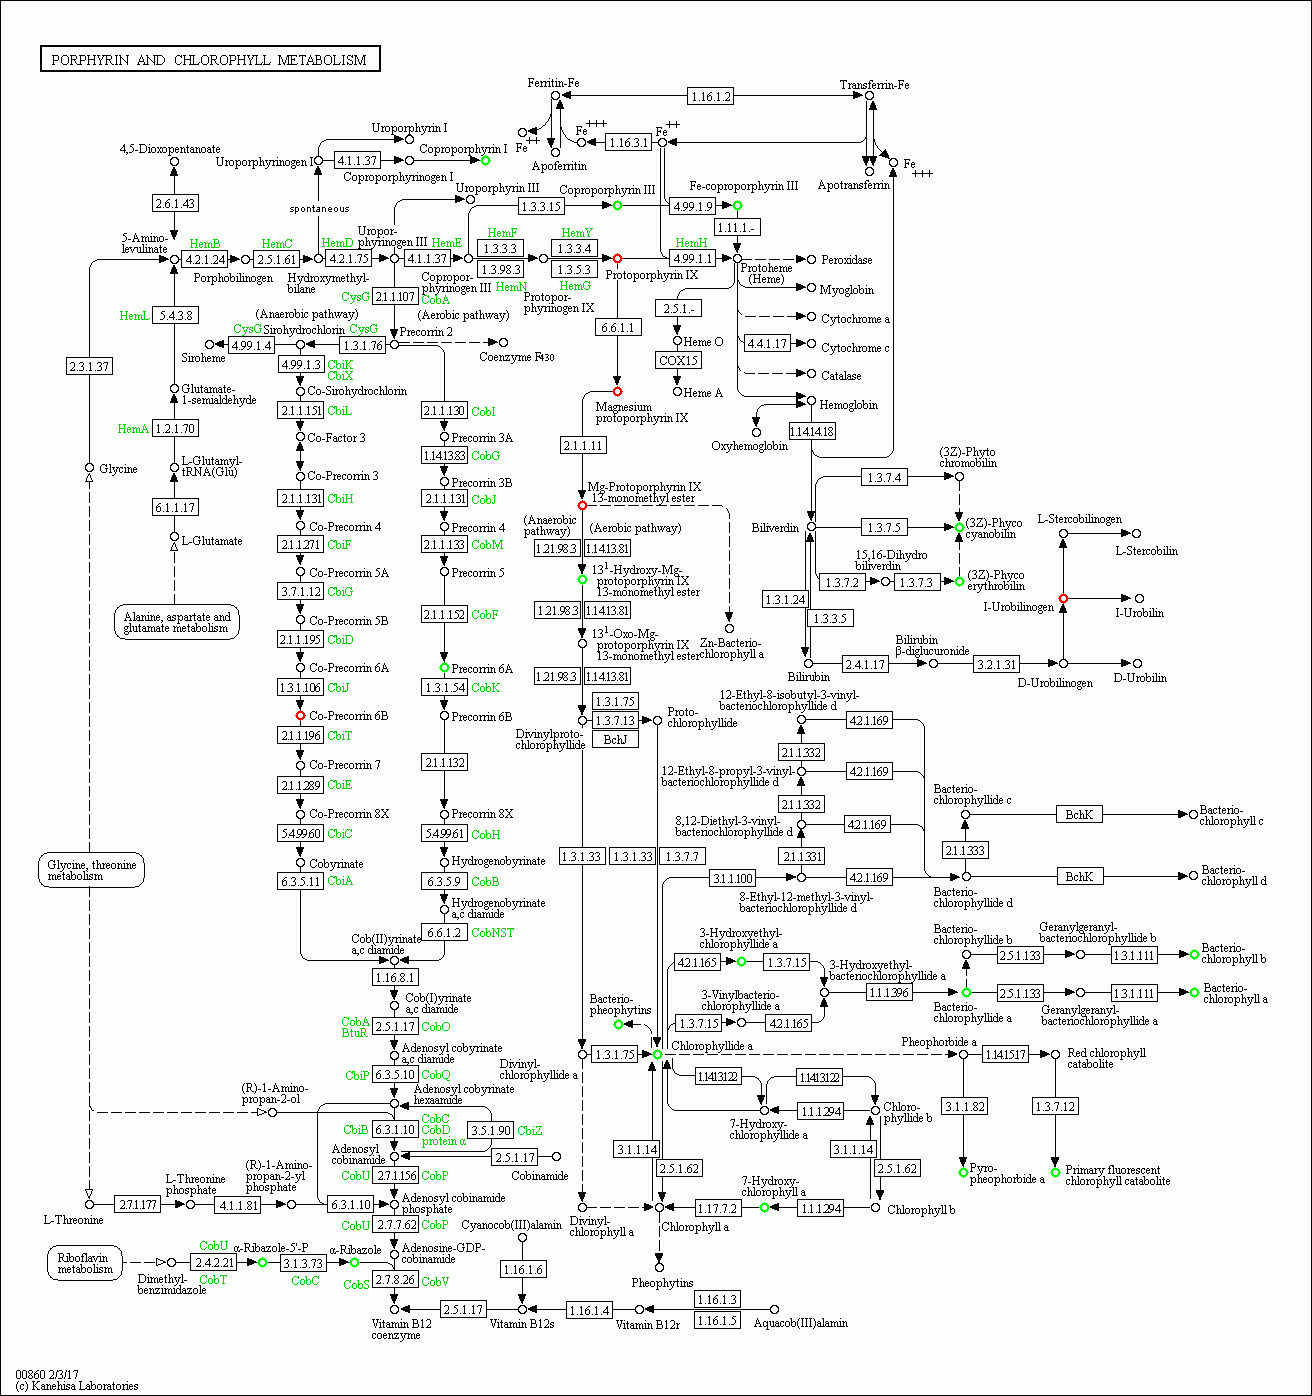 PORPHYRIN AND CHLOROPHYLL METABOLISM
Ferritin-Fe
1.16.1.2
Transferrin-Fe
Uroporphyrin I
Fe
++
Fe
+++
1.16.3.1
Fe
++
4,5-Dioxopentanoate
Uroporphyrinogen I
4.1.1.37
Coproporphyrin I
Coproporphyrinogen I
Apoferritin
Apotransferrin
Fe
+++
2.6.1.43
spontaneous
Uroporphyrin III
Coproporphyrin III
Fe-coproporphyrin III
1.3.3.15
4.99.1.9
1.11.1.-
5-Amino-
levulinate
HemB
HemC
HemD
Uropor-
phyrinogen III
HemE
HemF
HemY
HemH
4.2.1.24
2.5.1.61
4.2.1.75
4.1.1.37
1.3.3.3
1.3.3.4
4.99.1.1
1.3.98.3
1.3.5.3
Porphobilinogen
Hydroxymethyl-
bilane
Copropor-
phyrinogen III
HemN
HemG
Protopor-
phyrinogen IX
Protoporphyrin IX
Protoheme
(Heme)
Peroxidase
Myoglobin
Cytochrome a
Cytochrome c
Catalase
Hemoglobin
CysG
2.1.1.107
CobA
(Anaerobic pathway)
(Aerobic pathway)
2.5.1.-
HemL
5.4.3.8
6.6.1.1
CysG
Sirohydrochlorin
CysG
Precorrin 2
4.99.1.4
1.3.1.76
Siroheme
Coenzyme F430
Heme O
4.4.1.17
COX15
Heme A
2.3.1.37
4.99.1.3
CbiK
CbiX
Co-Sirohydrochlorin
Glutamate-
1-semialdehyde
Magnesium
protoporphyrin IX
Oxyhemoglobin
1.14.14.18
2.1.1.151
CbiL
2.1.1.130
CobI
HemA
1.2.1.70
Co-Factor 3
Precorrin 3A
2.1.1.11
1.14.13.83
CobG
Glycine
L-Glutamyl-
tRNA(Glu)
Co-Precorrin 3
Precorrin 3B
(3Z)-Phyto
chromobilin
1.3.7.4
2.1.1.131
CbiH
2.1.1.131
CobJ
Mg-Protoporphyrin IX
13-monomethyl ester
6.1.1.17
Co-Precorrin 4
Precorrin 4
(Anaerobic
pathway)
(Aerobic pathway)
Biliverdin
1.3.7.5
(3Z)-Phyco
cyanobilin
L-Stercobilinogen
L-Stercobilin
L-Glutamate
2.1.1.271
CbiF
2.1.1.133
CobM
1.21.98.3
1.14.13.81
15,16-Dihydro
biliverdin
Co-Precorrin 5A
Precorrin 5
13¹-Hydroxy-Mg-
protoporphyrin IX
13-monomethyl ester
1.3.7.2
1.3.7.3
(3Z)-Phyco
erythrobilin
3.7.1.12
CbiG
1.3.1.24
I-Urobilinogen
I-Urobilin
Alanine, aspartate and
glutamate metabolism
Co-Precorrin 5B
2.1.1.152
CobF
1.21.98.3
1.14.13.81
1.3.3.5
2.1.1.195
CbiD
13¹-Oxo-Mg-
protoporphyrin IX
13-monomethyl ester
Zn-Bacterio-
chlorophyll a
Bilirubin
β-diglucuronide
Co-Precorrin 6A
Precorrin 6A
2.4.1.17
3.2.1.31
Bilirubin
D-Urobilinogen
D-Urobilin
1.3.1.106
CbiJ
1.3.1.54
CobK
1.21.98.3
1.14.13.81
Co-Precorrin 6B
Precorrin 6B
1.3.1.75
1.3.7.13
BchJ
Proto-
chlorophyllide
Divinylproto-
chlorophyllide
12-Ethyl-8-isobutyl-3-vinyl-
bacteriochlorophyllide d
4.2.1.169
2.1.1.196
CbiT
2.1.1.332
Co-Precorrin 7
2.1.1.132
12-Ethyl-8-propyl-3-vinyl-
bacteriochlorophyllide d
4.2.1.169
2.1.1.289
CbiE
2.1.1.332
Bacterio-
chlorophyllide c
Co-Precorrin 8X
Precorrin 8X
8,12-Diethyl-3-vinyl-
bacteriochlorophyllide d
4.2.1.169
BchK
Bacterio-
chlorophyll c
5.4.99.60
CbiC
5.4.99.61
CobH
1.3.1.33
1.3.1.33
1.3.7.7
2.1.1.331
2.1.1.333
Cobyrinate
Hydrogenobyrinate
Glycine, threonine
metabolism
6.3.5.11
CbiA
6.3.5.9
CobB
3.1.1.100
4.2.1.169
BchK
Bacterio-
chlorophyll d
8-Ethyl-12-methyl-3-vinyl-
bacteriochlorophyllide d
Bacterio-
chlorophyllide d
Hydrogenobyrinate
a,c diamide
6.6.1.2
CobNST
Cob(II)yrinate
a,c diamide
3-Hydroxyethyl-
chlorophyllide a
Bacterio-
chlorophyllide b
Geranylgeranyl-
bacteriochlorophyllide b
4.2.1.165
1.3.7.15
3-Hydroxyethyl-
bacteriochlorophyllide a
2.5.1.133
1.3.1.111
Bacterio-
chlorophyll b
1.16.8.1
Cob(I)yrinate
a,c diamide
3-Vinylbacterio-
chlorophyllide a
1.1.1.396
2.5.1.133
1.3.1.111
Bacterio-
chlorophyll a
Bacterio-
pheophytins
Bacterio-
chlorophyllide a
Geranylgeranyl-
bacteriochlorophyllide a
1.3.7.15
4.2.1.165
CobA
BtuR
2.5.1.17
CobO
Adenosyl cobyrinate
a,c diamide
Divinyl-
chlorophyllide a
1.3.1.75
Chlorophyllide a
Pheophorbide a
1.14.15.17
Red chlorophyll
catabolite
CbiP
6.3.5.10
CobQ
1.14.13.122
1.14.13.122
(R)-1-Amino-
propan-2-ol
Adenosyl cobyrinate
hexaamide
1.1.1.294
Chloro-
phyllide b
3.1.1.82
1.3.7.12
CbiB
6.3.1.10
CobC
CobD
protein α
3.5.1.90
CbiZ
7-Hydroxy-
chlorophyllide a
Adenosyl
cobinamide
2.5.1.17
Cobinamide
3.1.1.14
3.1.1.14
2.5.1.62
2.5.1.62
Pyro-
pheophorbide a
Primary fluorescent
chlorophyll catabolite
L-Threonine
phosphate
(R)-1-Amino-
propan-2-yl
phosphate
CobU
2.7.1.156
CobP
7-Hydroxy-
chlorophyll a
2.7.1.177
4.1.1.81
6.3.1.10
Adenosyl cobinamide
phosphate
1.17.7.2
1.1.1.294
Chlorophyll b
L-Threonine
CobU
2.7.7.62
CobP
Cyanocob(III)alamin
Divinyl-
chlorophyll a
Chlorophyll a
Riboflavin
metabolism
CobU
α-Ribazole-5'-P
α-Ribazole
Adenosine-GDP-
cobinamide
2.4.2.21
3.1.3.73
1.16.1.6
Dimethyl-
benzimidazole
CobT
CobC
CobS
2.7.8.26
CobV
Pheophytins
2.5.1.17
1.16.1.4
1.16.1.3
1.16.1.5
Vitamin B12
coenzyme
Vitamin B12s
Vitamin B12r
Aquacob(III)alamin
00860 2/3/17
(c) Kanehisa Laboratories